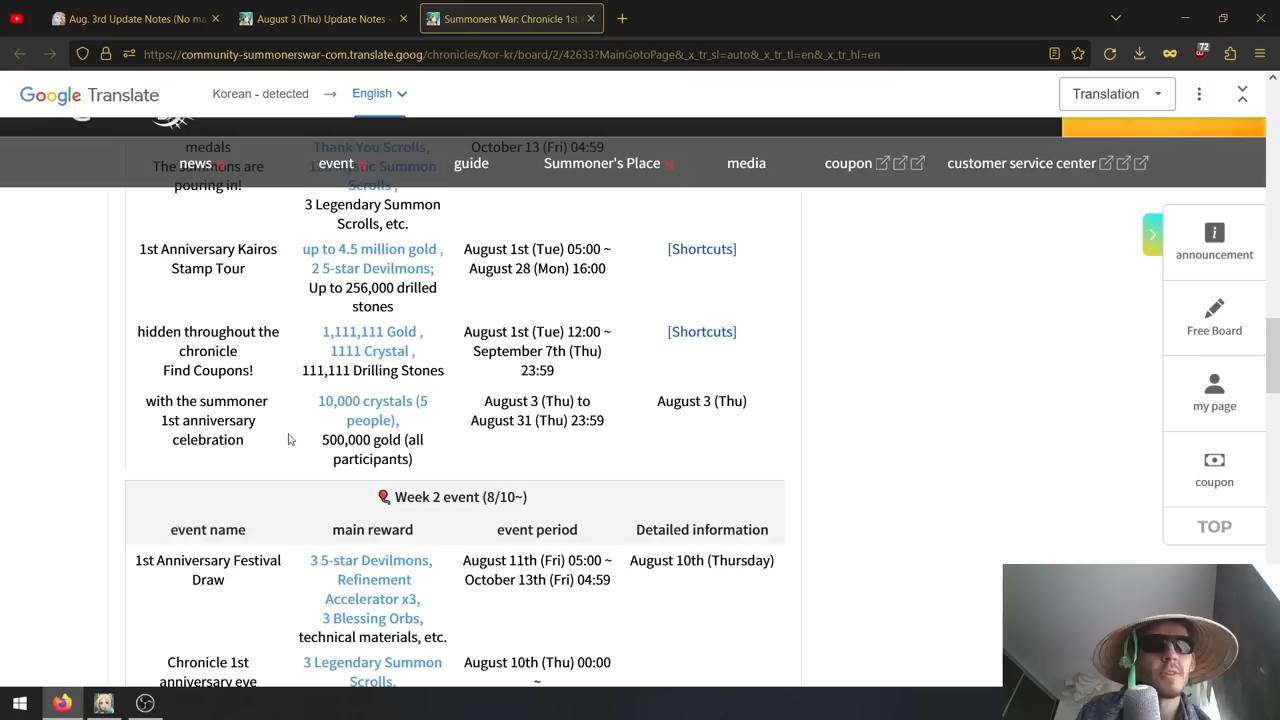 Aug. 3rd Update Notes (No ma
August 3 (Thu) Update Notes -
Summoners War: Chronicle 1st
https://community-summonerswar-com.translate.goog/chronicles/kor-kr/board/2/42633?MainGotoPage&_x_tr_sl=auto&_x_tr_tl=en&_x_tr_hl=en
72
Google Translate
Korean - detected
English
Translation
news
event
guide
Summoner's Place
media
coupon
customer service center
medals
The summons are
pouring in!
Thank You Scrolls,
Summon
Scrolls ,
3 Legendary Summon
Scrolls, etc.
October 13 (Fri) 04:59
1st Anniversary Kairos
Stamp Tour
up to 4.5 million gold ,
2 5-star Devilmons;
Up to 256,000 drilled
stones
August 1st (Tue) 05:00 ~
August 28 (Mon) 16:00
[Shortcuts]
hidden throughout the
chronicle
Find Coupons!
1,111,111 Gold ,
1111 Crystal ,
111,111 Drilling Stones
August 1st (Tue) 12:00 ~
September 7th (Thu)
23:59
[Shortcuts]
with the summoner
1st anniversary
celebration
10,000 crystals (5
people),
500,000 gold (all
participants)
August 3 (Thu) to
August 31 (Thu) 23:59
August 3 (Thu)
Week 2 event (8/10~)
event name
main reward
event period
Detailed information
1st Anniversary Festival
Draw
3 5-star Devilmons,
Refinement
Accelerator x3,
3 Blessing Orbs,
technical materials, etc.
August 11th (Fri) 05:00 ~
October 13th (Fri) 04:59
August 10th (Thursday)
Chronicle 1st
anniversary eve
3 Legendary Summon
Scrolls,
August 10th (Thu) 00:00
~
announcement
Free Board
my page
coupon
TOP